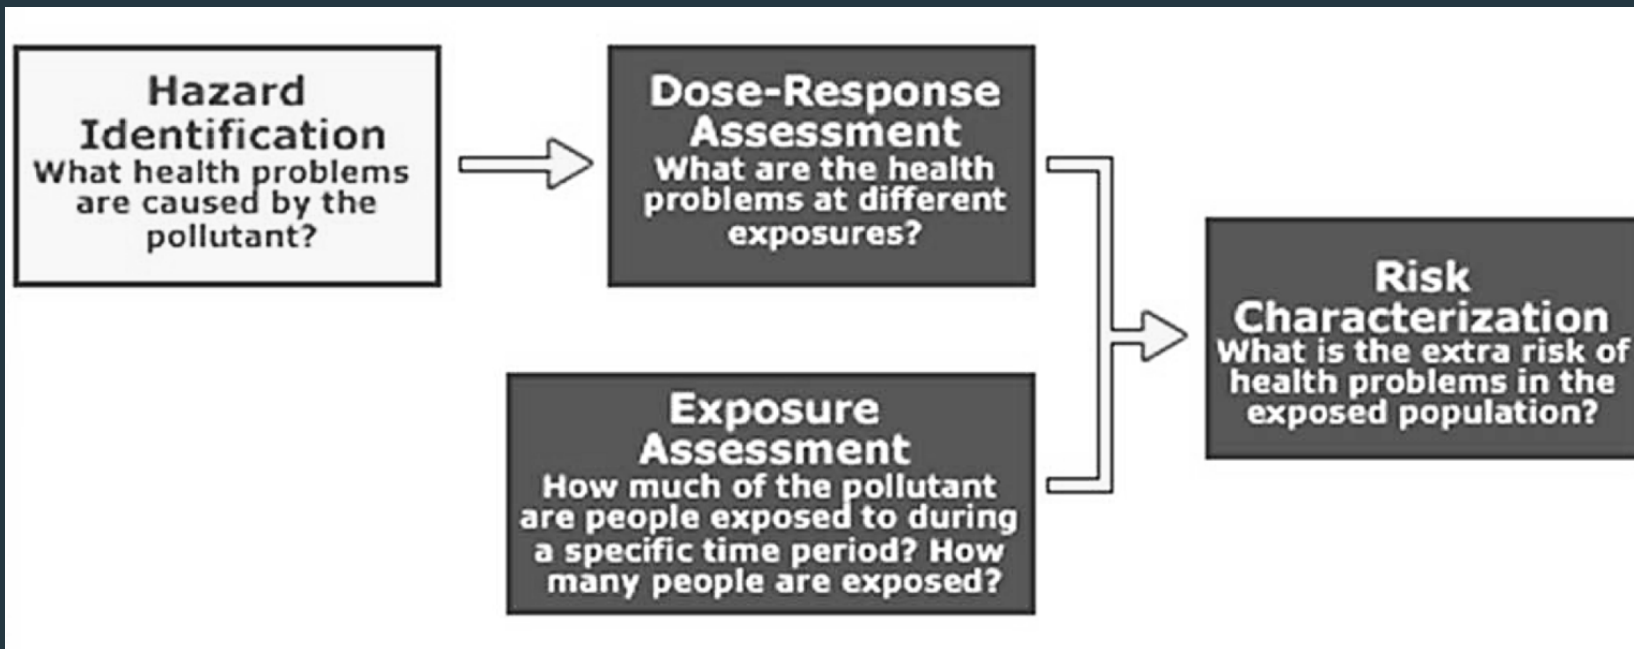 Hazard
Identification
What health problems
are caused by the
pollutant?
Dose-Response
Assessment
What are the health
problems at different
exposures?
Exposure
Assessment
How much of the pollutant
are people exposed to during
a specific time period? How
many people are exposed?
Risk
Characterization
What is the extra risk of
health problems in the
exposed population?